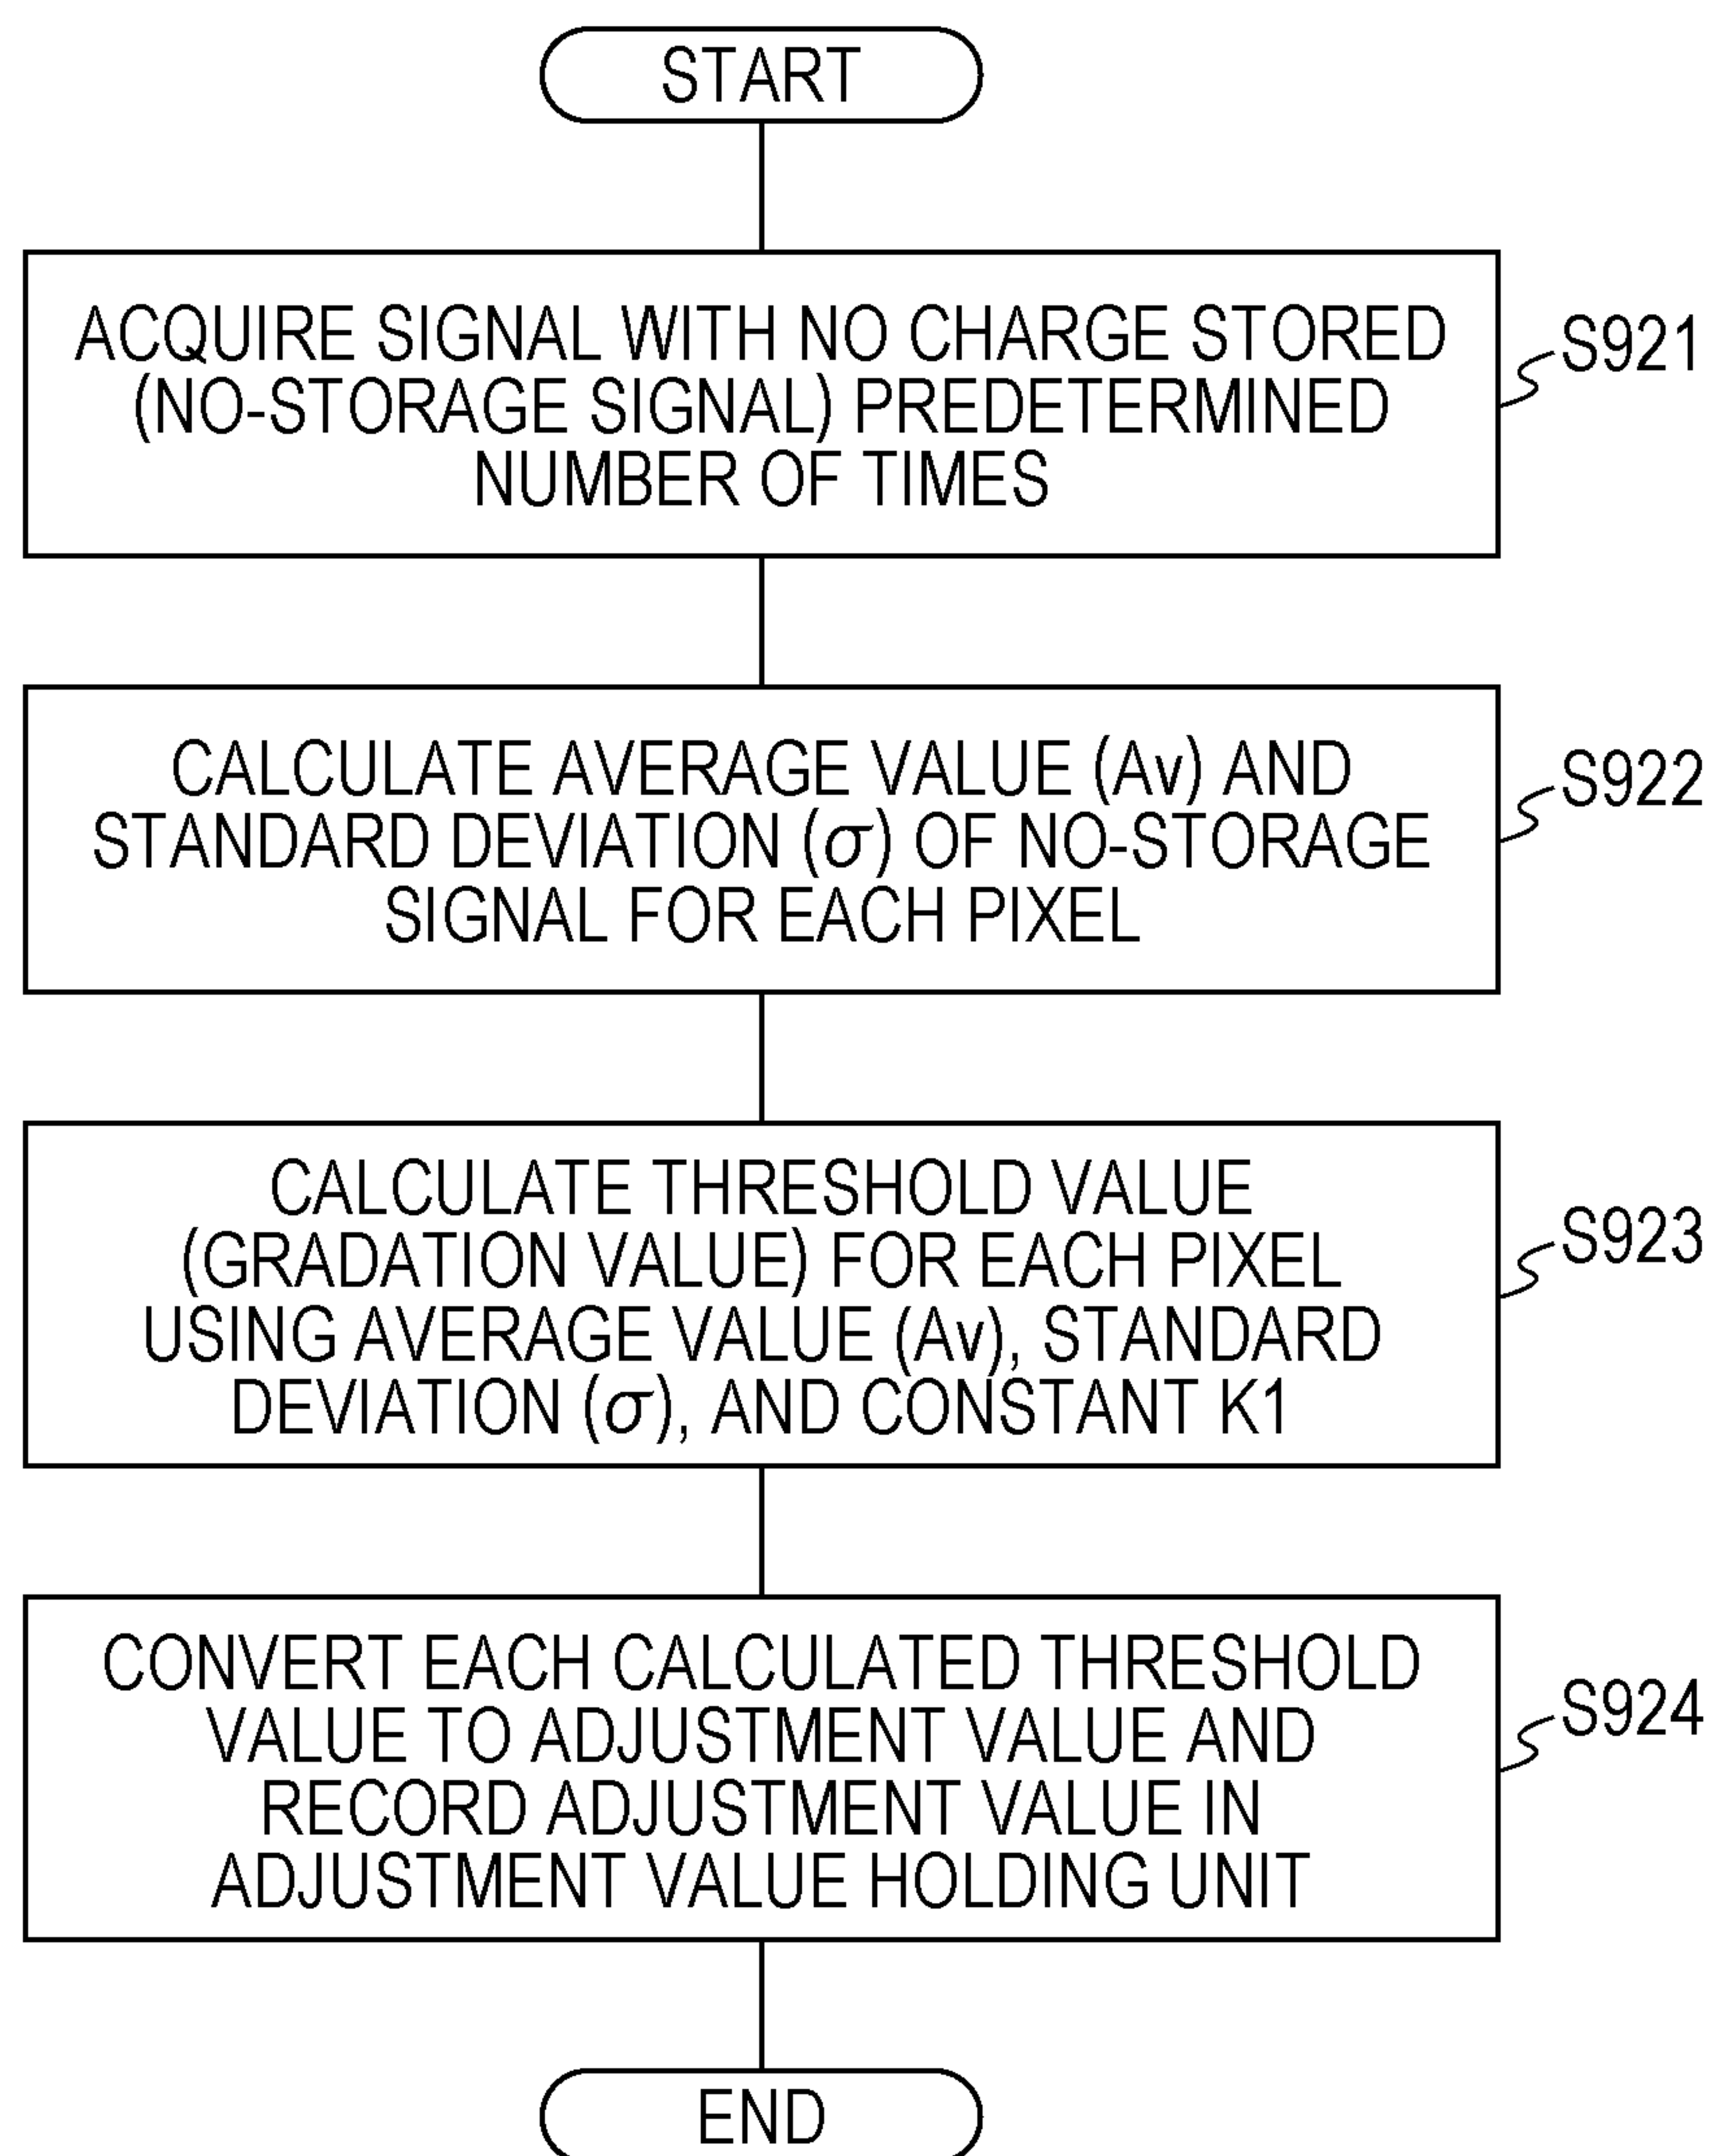 START
ACQUIRE SIGNAL WITH NO CHARGE STORED
(NO-STORAGE SIGNAL) PREDETERMINED
NUMBER OF TIMES
S921
CALCULATE AVERAGE VALUE (Av) AND
STANDARD DEVIATION (σ) OF NO-STORAGE
SIGNAL FOR EACH PIXEL
S922
CALCULATE THRESHOLD VALUE
(GRADATION VALUE) FOR EACH PIXEL
USING AVERAGE VALUE (Av), STANDARD
DEVIATION (σ), AND CONSTANT K1
S923
CONVERT EACH CALCULATED THRESHOLD
VALUE TO ADJUSTMENT VALUE AND
RECORD ADJUSTMENT VALUE IN
ADJUSTMENT VALUE HOLDING UNIT
S924
END